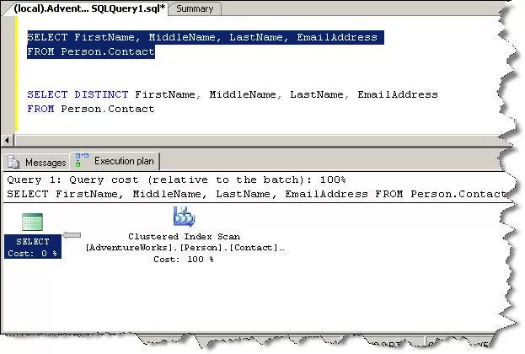 (local).Advent... SQLQuery1.sql* Summary
SELECT FirstName, MiddleName, LastName, EmailAddress
FROM Person.Contact
SELECT DISTINCT FirstName, MiddleName, LastName, EmailAddress
FROM Person.Contact
Messages Execution plan
Query 1: Query cost (relative to the batch): 100%
SELECT FirstName, MiddleName, LastName, EmailAddress FROM Person.Contact
SELECT
Cost: 0 %
Clustered Index Scan
[AdventureWorks].[Person].[Contact]…
Cost: 100 %